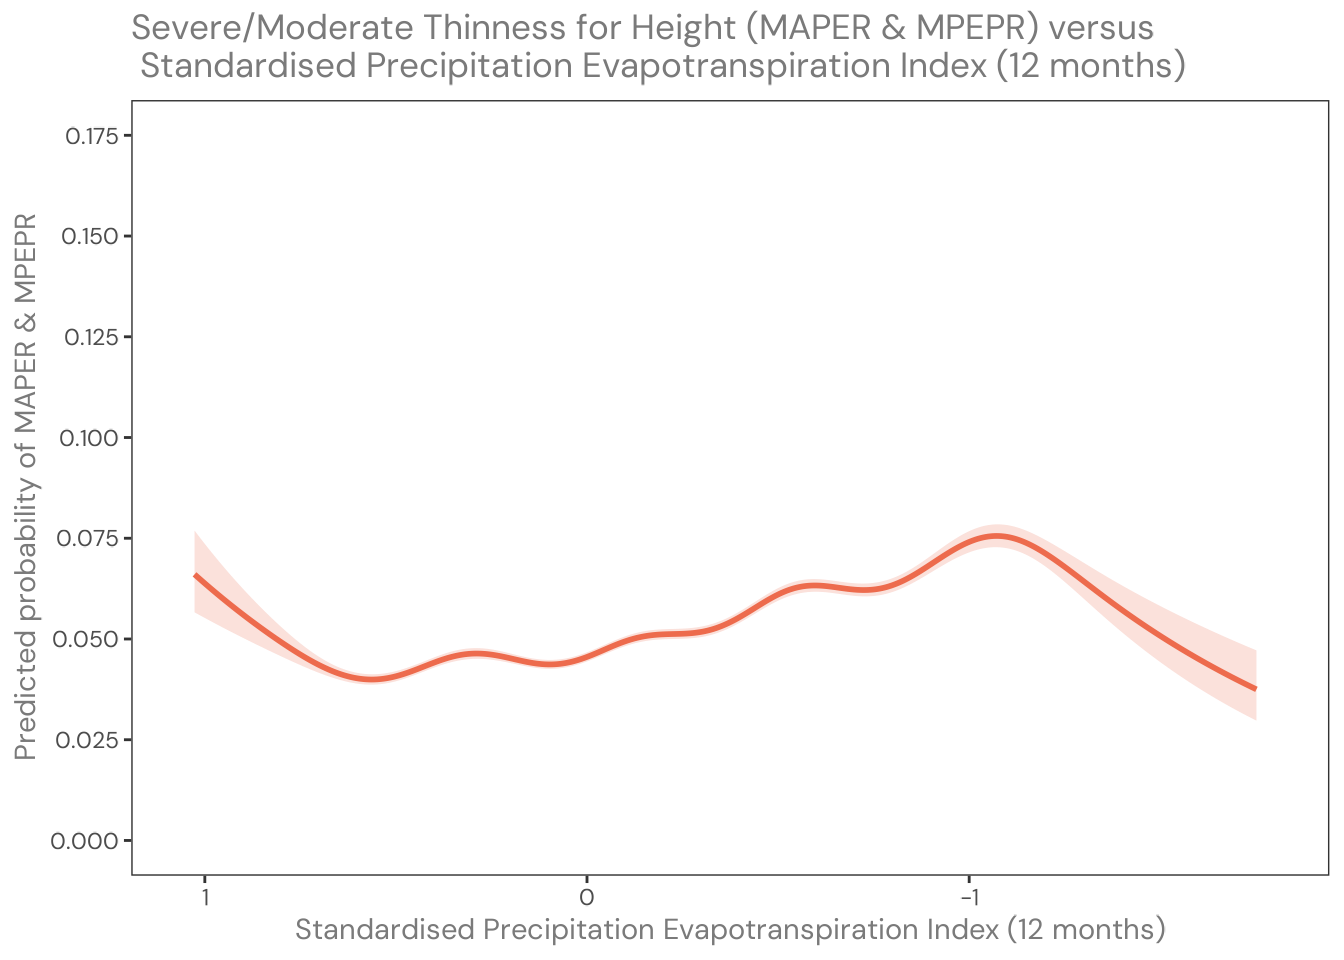 Severe/Moderate Thinness for Height (MAPER & MPEPR) versus
Standardised Precipitation Evapotranspiration Index (12 months)
Predicted probability of MAPER & MPEPR
0.175
0.150
0.125
0.100
0.075
0.050
0.025
0.000
1
0
-1
Standardised Precipitation Evapotranspiration Index (12 months)